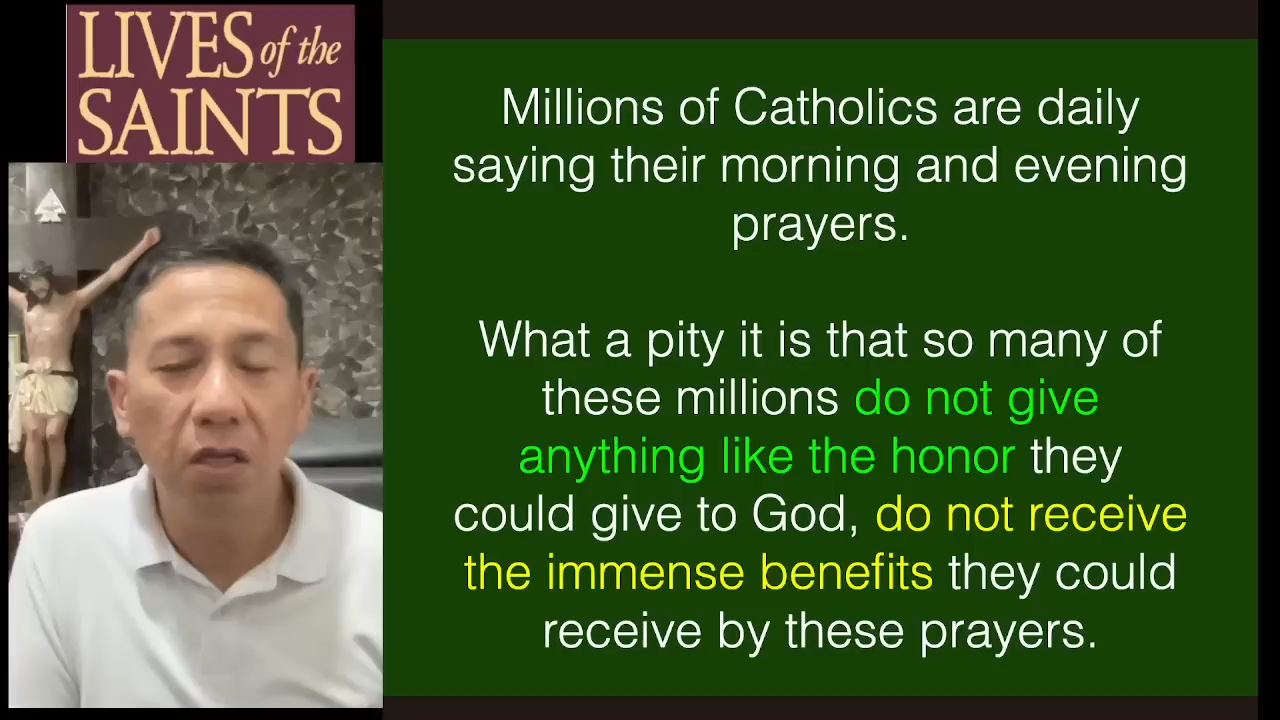 LIVES of the
SAINTS
Millions of Catholics are daily
saying their morning and evening
prayers.
What a pity it is that so many of
these millions do not give
anything like the honor they
could give to God, do not receive
the immense benefits they could
receive by these prayers.